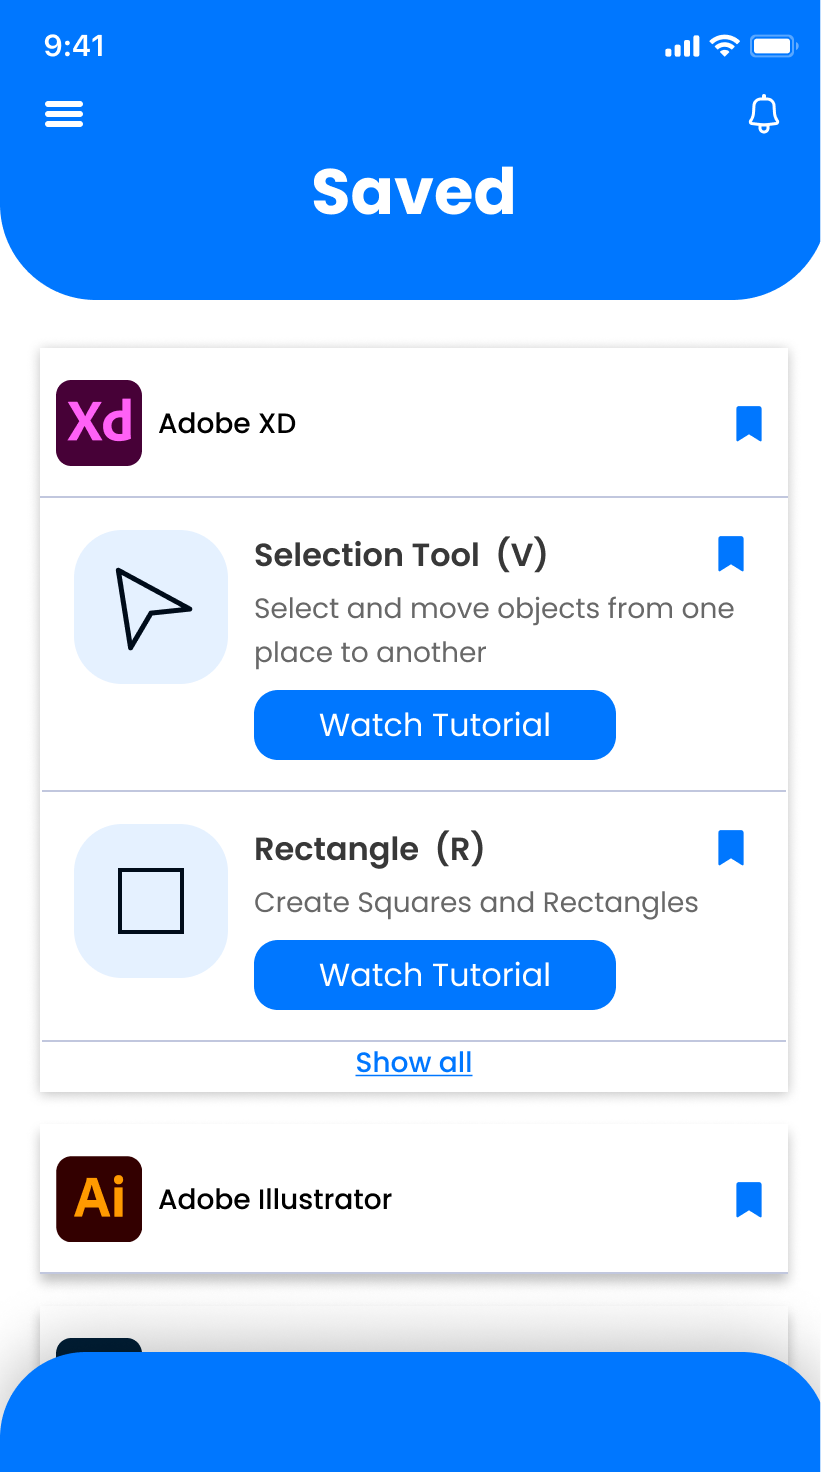 9:41
Saved
Xd Adobe XD
Selection Tool (V)
Select and move objects from one
place to another
Watch Tutorial
Rectangle (R)
Create Squares and Rectangles
Watch Tutorial
Show all
Ai Adobe Illustrator